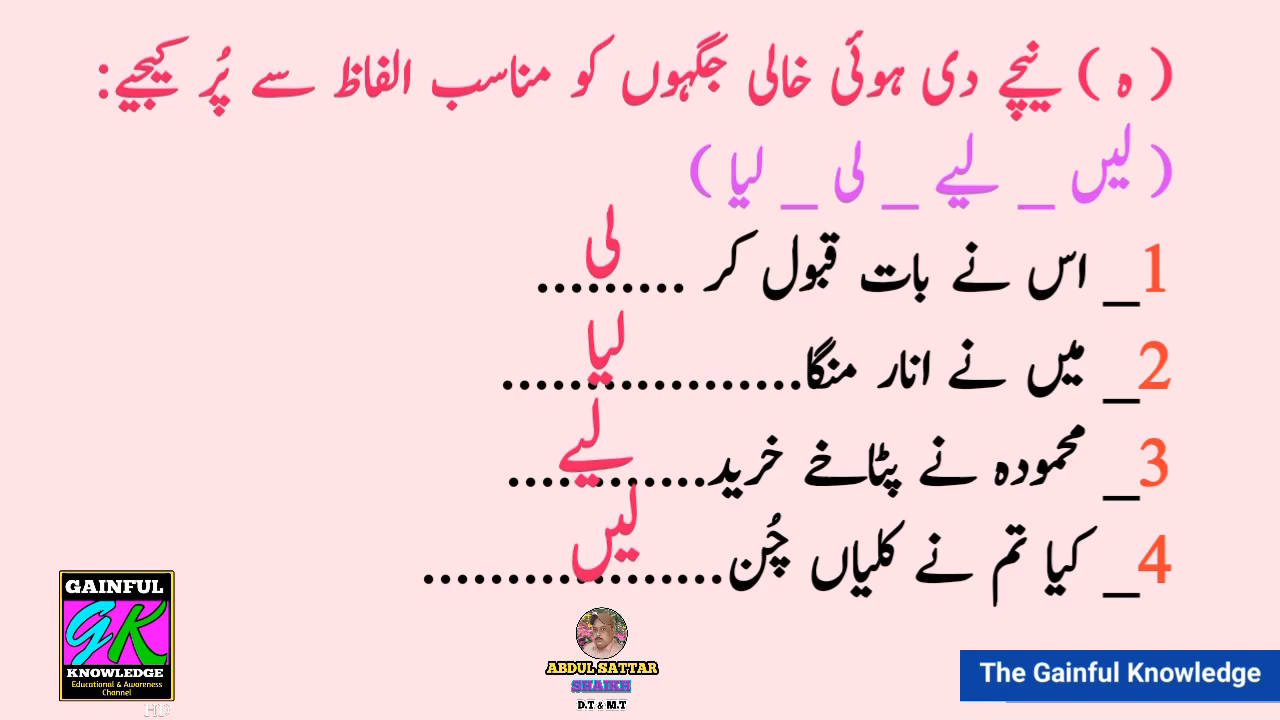 ( ہ ) نیچے دی ہوئی خالی جگہوں کو مناسب الفاظ سے پُر کیجیے:
( لیں _ لیے _ لی _ لیا )
1_ اس نے بات قبول کر ......... لی
2_ میں نے انار منگا.................. لیا
3_ محمودہ نے پٹاخے خرید............ لیے
4_ کیا تم نے کلیاں چُن.................. لیں
GAINFUL
GK
KNOWLEDGE
Educational & Awareness
Channel
HD
ABDUL SATTAR
SHAIKH
D.T & M.T
The Gainful Knowledge